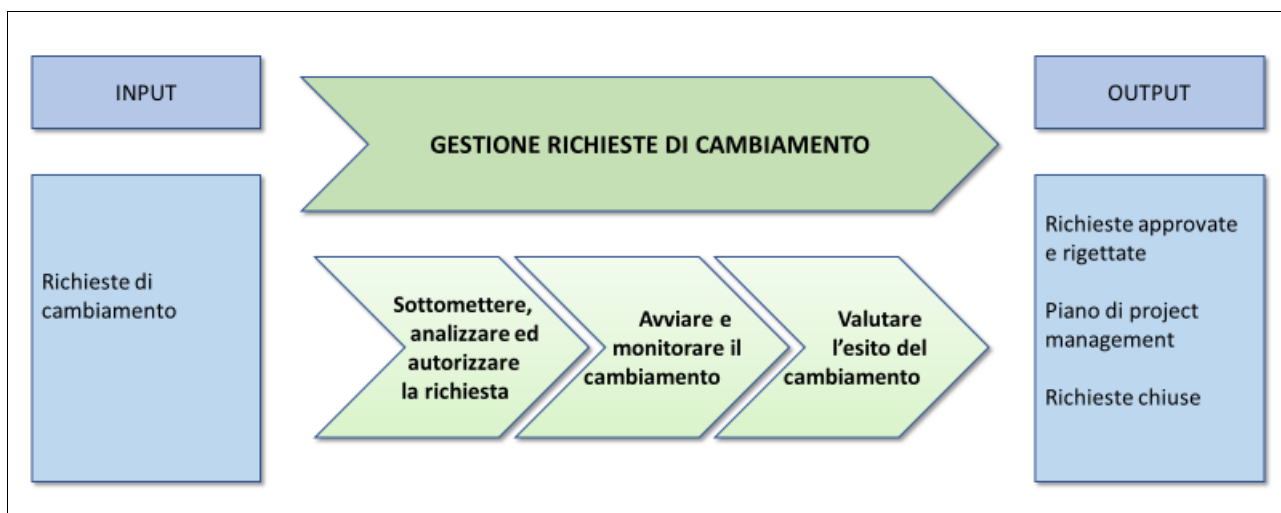 INPUT
GESTIONE RICHIESTE DI CAMBIAMENTO
OUTPUT
Richieste di
cambiamento
Sottomettere,
analizzare ed
autorizzare
la richiesta
Avviare e
monitorare il
cambiamento
Valutare
l'esito del
cambiamento
Richieste approvate
e rigettate
Piano di project
management
Richieste chiuse